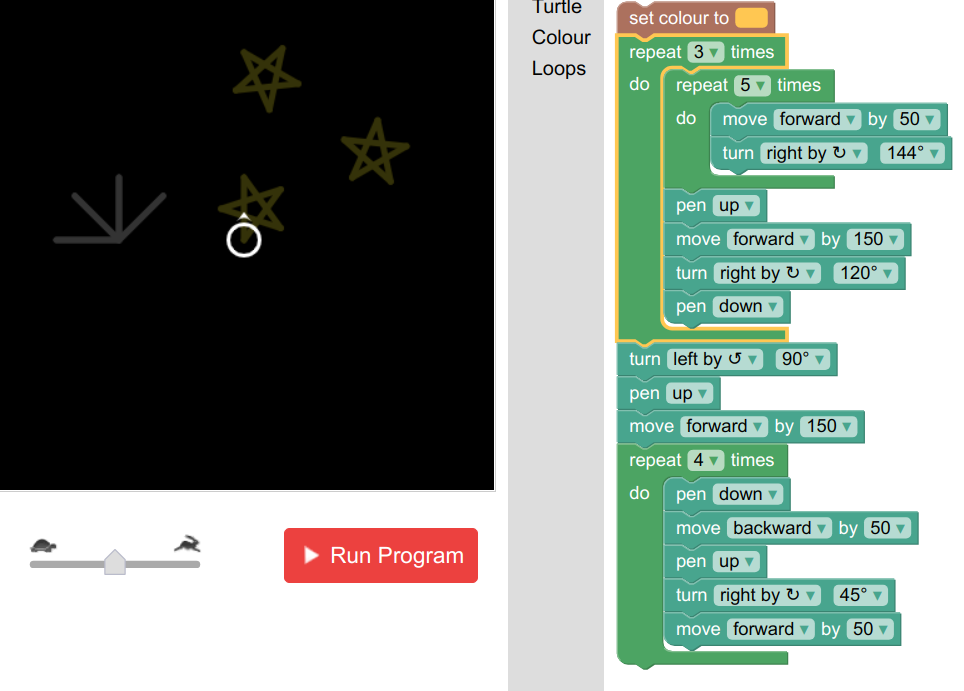 Turtle
Colour
Loops
Run Program
set colour to
repeat 3 ▼ times
do repeat 5 ▼ times
do move forward ▼ by 50 ▼
turn right by ↻ ▼ 144° ▼
pen up ▼
move forward ▼ by 150 ▼
turn right by ↻ ▼ 120° ▼
pen down ▼
turn left by ↺ ▼ 90° ▼
pen up ▼
move forward ▼ by 150 ▼
repeat 4 ▼ times
do pen down ▼
move backward ▼ by 50 ▼
pen up ▼
turn right by ↻ ▼ 45° ▼
move forward ▼ by 50 ▼